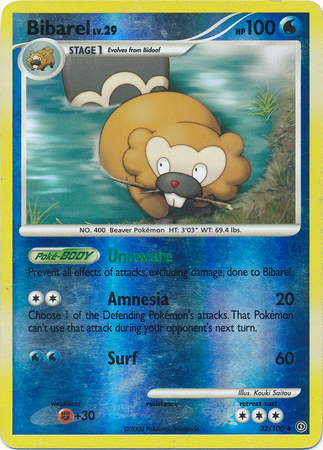 Bibarel LV.29 HP 100
STAGE 1 Evolves from Bidoof
NO. 400 Beaver Pokémon HT: 3'03" WT: 69.4 lbs.
Poké-BODY Unaware
Prevent all effects of attacks, excluding damage, done to Bibarel.
Amnesia 20
Choose 1 of the Defending Pokémon's attacks. That Pokémon
can't use that attack during your opponent's next turn.
Surf 60
Illus. Kouki Saitou
weakness resistance retreat cost
+30
©2008 Pokémon/Nintendo 32/100